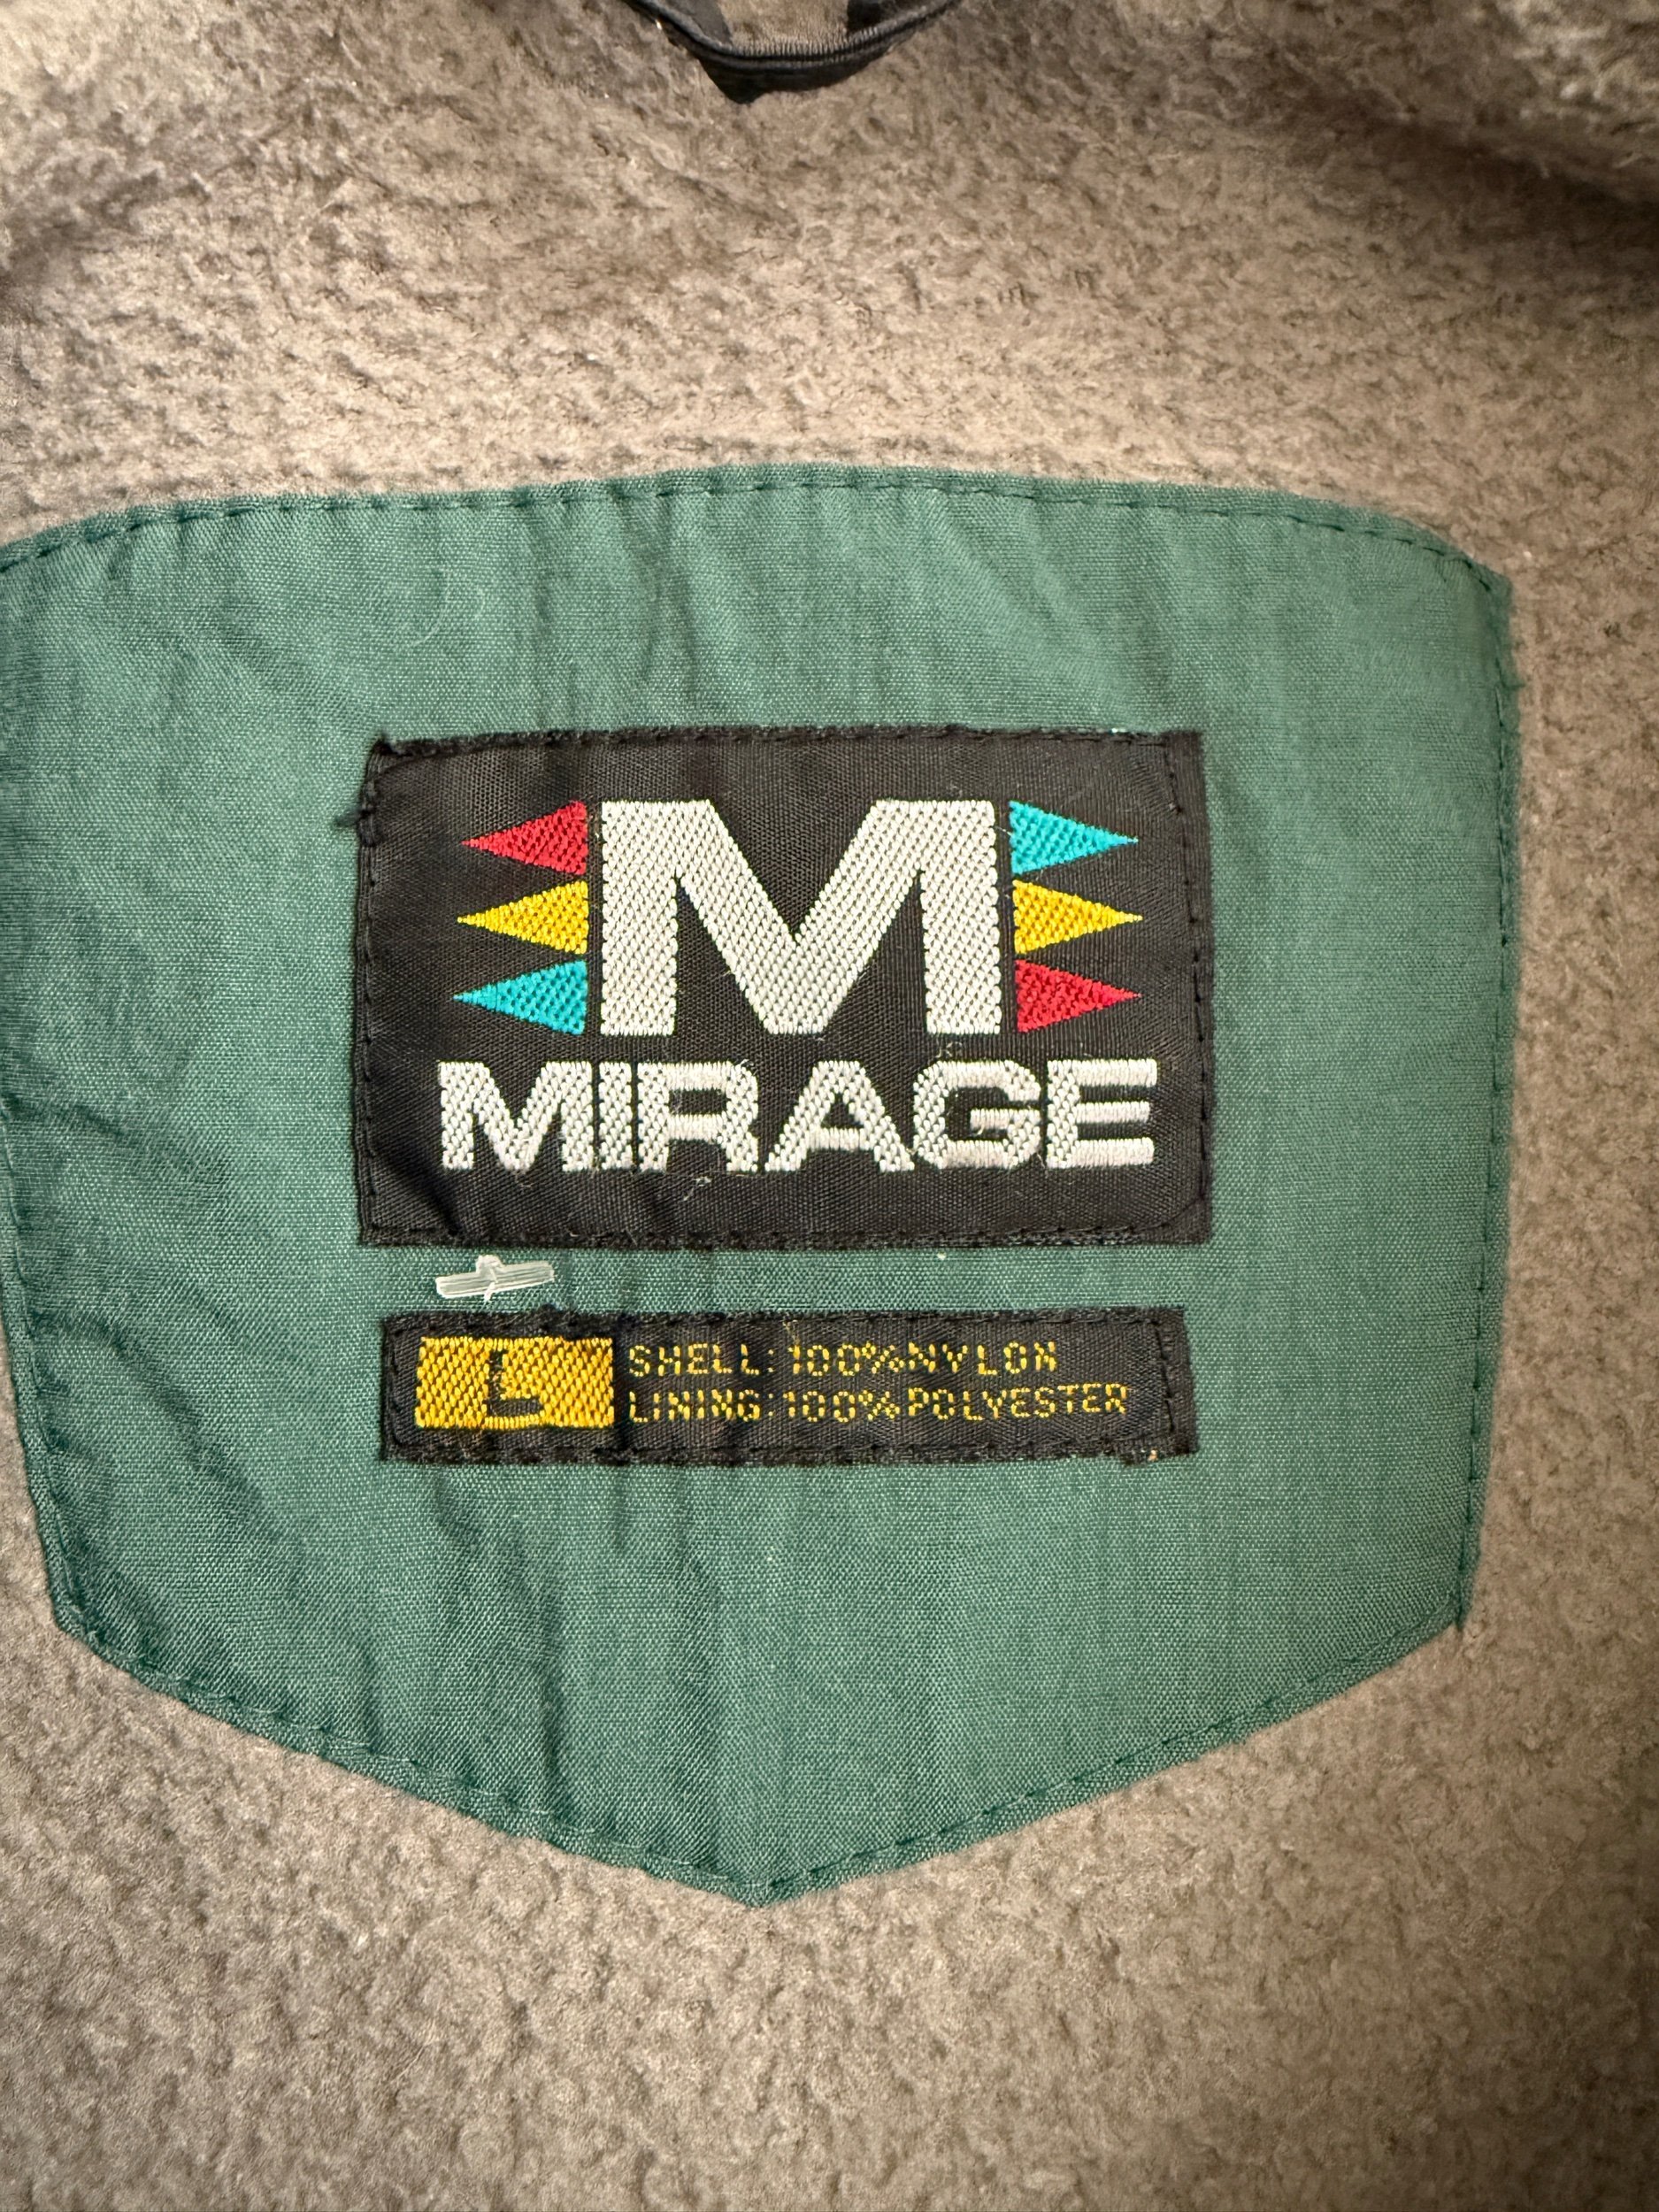 M
MIRAGE
L
SHELL:100%NYLON
LINING:100%POLYESTER